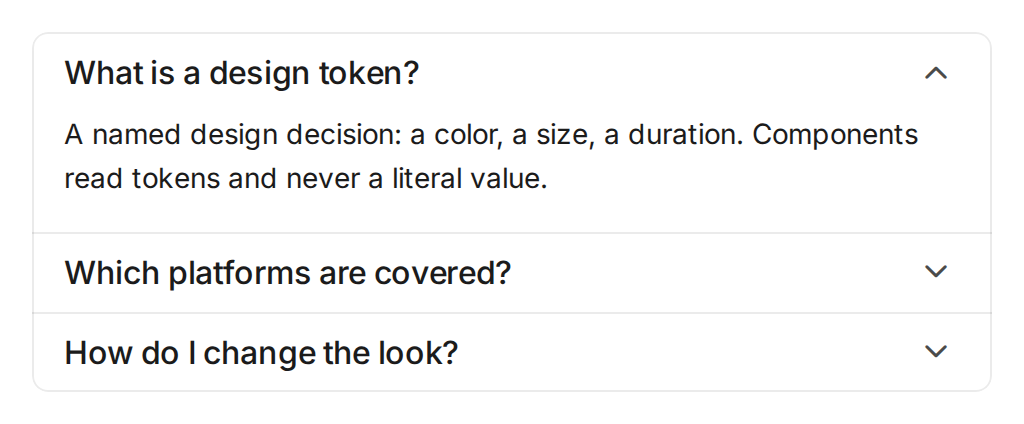 What is a design token?
A named design decision: a color, a size, a duration. Components
read tokens and never a literal value.
Which platforms are covered?
How do I change the look?